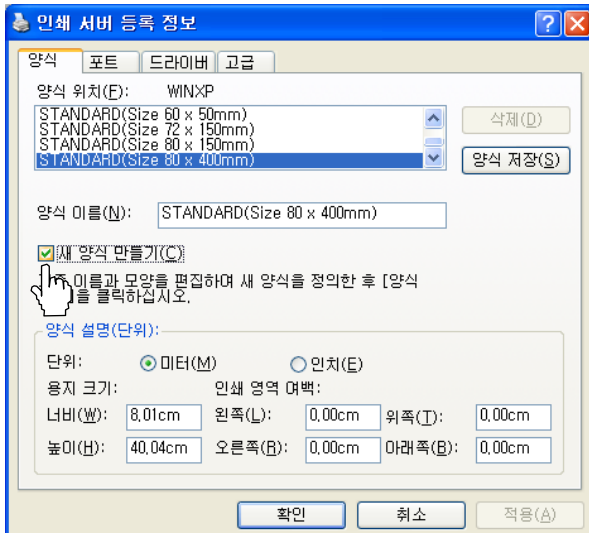 인쇄 서버 등록 정보
양식 포트 드라이버 고급
양식 위치(F): WINXP
STANDARD(Size 60 x 50mm)
STANDARD(Size 72 x 150mm)
STANDARD(Size 80 x 150mm)
STANDARD(Size 80 x 400mm)
삭제(D)
양식 저장(S)
양식 이름(N): STANDARD(Size 80 x 400mm)
새 양식 만들기(C)
이름과 모양을 편집하여 새 양식을 정의한 후 [양식
을 클릭하십시오.
양식 설명(단위):
단위: 미터(M) 인치(E)
용지 크기: 인쇄 영역 여백:
너비(W): 8,01cm 왼쪽(L): 0,00cm 위쪽(T): 0,00cm
높이(H): 40,04cm 오른쪽(R): 0,00cm 아래쪽(B): 0,00cm
확인 취소 적용(A)